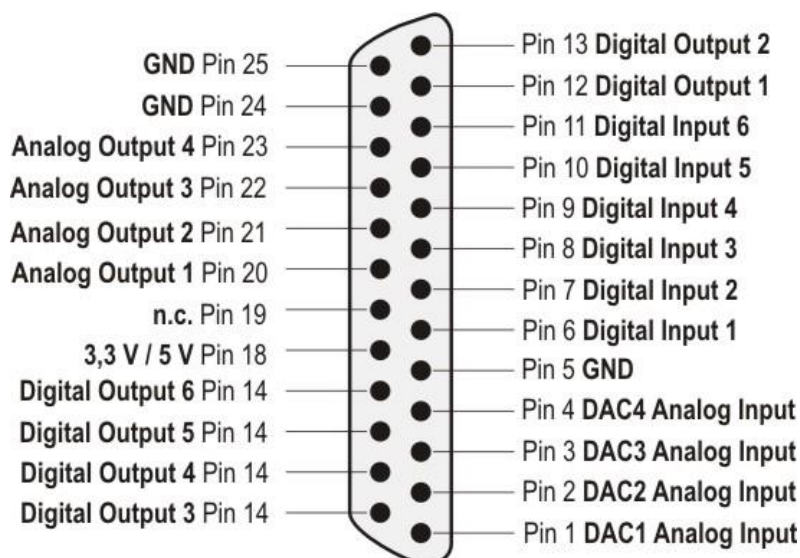 GND Pin 25
GND Pin 24
Analog Output 4 Pin 23
Analog Output 3 Pin 22
Analog Output 2 Pin 21
Analog Output 1 Pin 20
n.c. Pin 19
3,3 V / 5 V Pin 18
Digital Output 6 Pin 14
Digital Output 5 Pin 14
Digital Output 4 Pin 14
Digital Output 3 Pin 14
Pin 13 Digital Output 2
Pin 12 Digital Output 1
Pin 11 Digital Input 6
Pin 10 Digital Input 5
Pin 9 Digital Input 4
Pin 8 Digital Input 3
Pin 7 Digital Input 2
Pin 6 Digital Input 1
Pin 5 GND
Pin 4 DAC4 Analog Input
Pin 3 DAC3 Analog Input
Pin 2 DAC2 Analog Input
Pin 1 DAC1 Analog Input